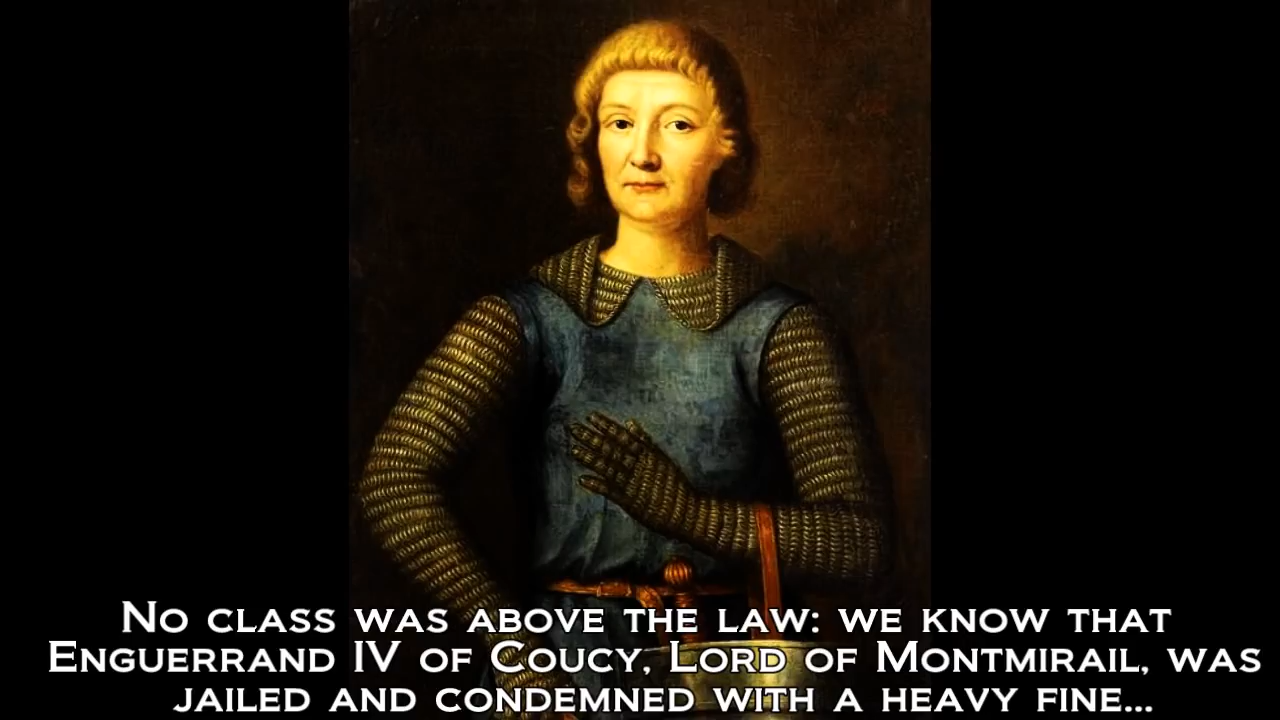 No class was above the law: we know that
Enguerrand IV of Coucy, Lord of Montmirail, was
jailed and condemned with a heavy fine...